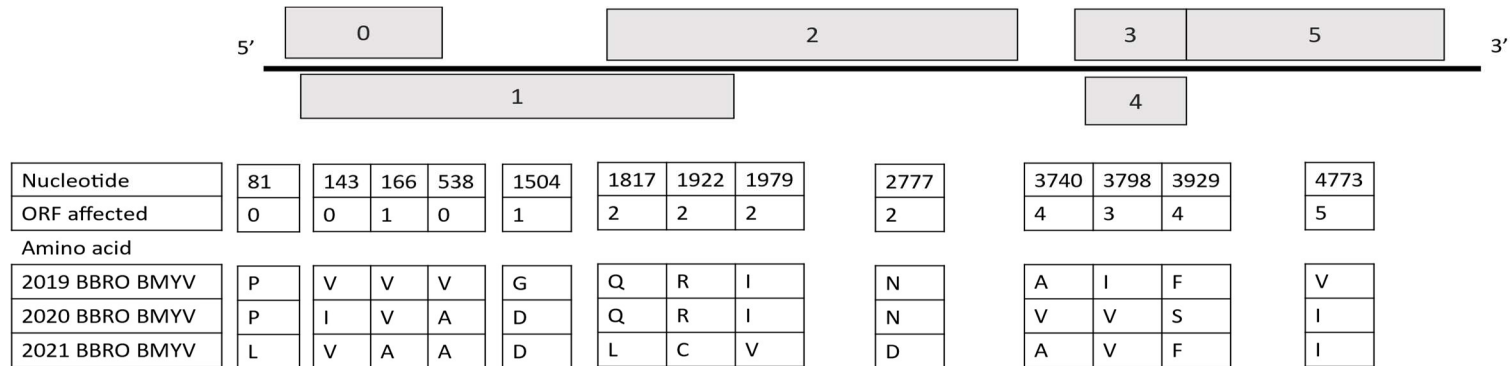 0 2 3 5
5’ 3’
1 4
Nucleotide 81 143 166 538 1504 1817 1922 1979 2777 3740 3798 3929 4773
ORF affected 0 0 1 0 1 2 2 2 2 4 3 4 5
Amino acid
2019 BBRO BMYV P V V V G Q R I N A I F V
2020 BBRO BMYV P I V A D Q R I N V V S I
2021 BBRO BMYV L V A A D L C V D A V F I